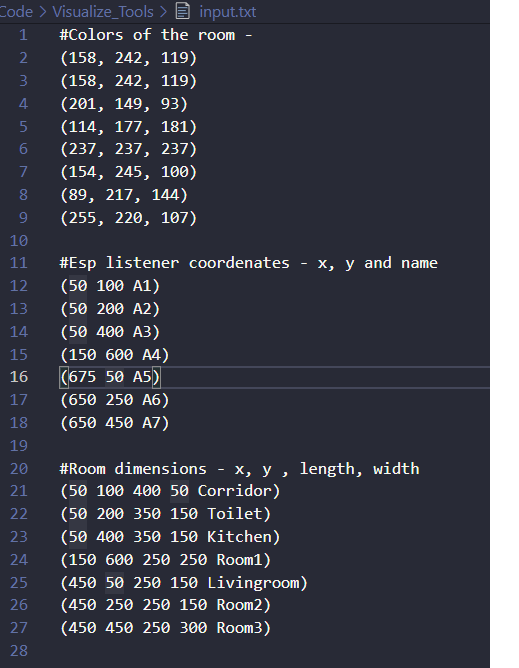 Code > Visualize_Tools > input.txt
1 #Colors of the room -
2 (158, 242, 119)
3 (158, 242, 119)
4 (201, 149, 93)
5 (114, 177, 181)
6 (237, 237, 237)
7 (154, 245, 100)
8 (89, 217, 144)
9 (255, 220, 107)
10
11 #Esp listener coordenates - x, y and name
12 (50 100 A1)
13 (50 200 A2)
14 (50 400 A3)
15 (150 600 A4)
16 (675 50 A5)
17 (650 250 A6)
18 (650 450 A7)
19
20 #Room dimensions - x, y , length, width
21 (50 100 400 50 Corridor)
22 (50 200 350 150 Toilet)
23 (50 400 350 150 Kitchen)
24 (150 600 250 250 Room1)
25 (450 50 250 150 Livingroom)
26 (450 250 250 150 Room2)
27 (450 450 250 300 Room3)
28